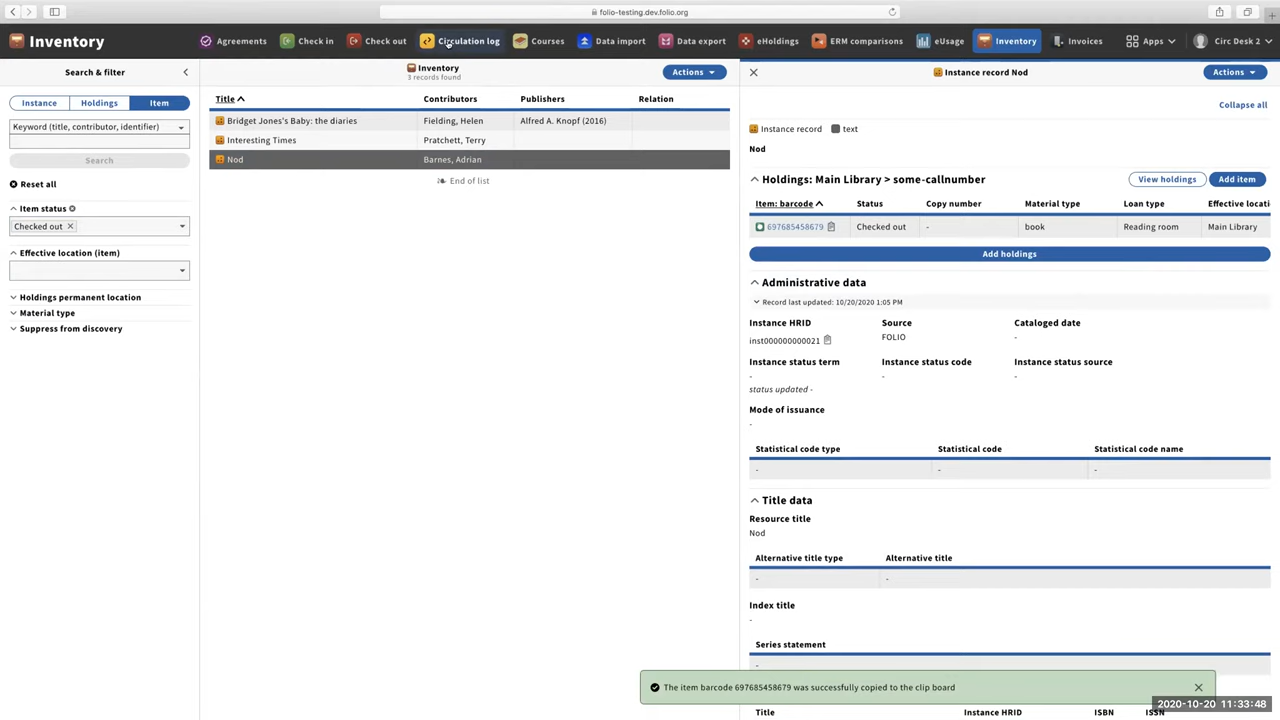 folio-testing.dev.folio.org
Inventory
Agreements
Check in
Check out
Circulation log
Courses
Data import
Data export
eHoldings
ERM comparisons
eUsage
Inventory
Invoices
Apps
Circ Desk 2
Search & filter
Instance Holdings Item
Keyword (title, contributor, identifier)
Search
Reset all
Item status
Checked out
Effective location (item)
Holdings permanent location
Material type
Suppress from discovery
Inventory
3 records found
Actions
Title Contributors Publishers Relation
Bridget Jones's Baby: the diaries Fielding, Helen Alfred A. Knopf (2016)
Interesting Times Pratchett, Terry
Nod Barnes, Adrian
End of list
Instance record Nod
Actions
Collapse all
Instance record text
Nod
Holdings: Main Library > some-callnumber
View holdings
Add item
Item: barcode Status Copy number Material type Loan type Effective locati
697685458679 Checked out - book Reading room Main Library
Add holdings
Administrative data
Record last updated: 10/20/2020 1:05 PM
Instance HRID Source Cataloged date
inst000000000021 FOLIO -
Instance status term Instance status code Instance status source
- - -
status updated -
Mode of issuance
-
Statistical code type Statistical code Statistical code name
- - -
Title data
Resource title
Nod
Alternative title type Alternative title
- -
Index title
-
Series statement
-
The item barcode 697685458679 was successfully copied to the clip board
2020-10-20 11:33:48
Title Instance HRID ISBN ISSN